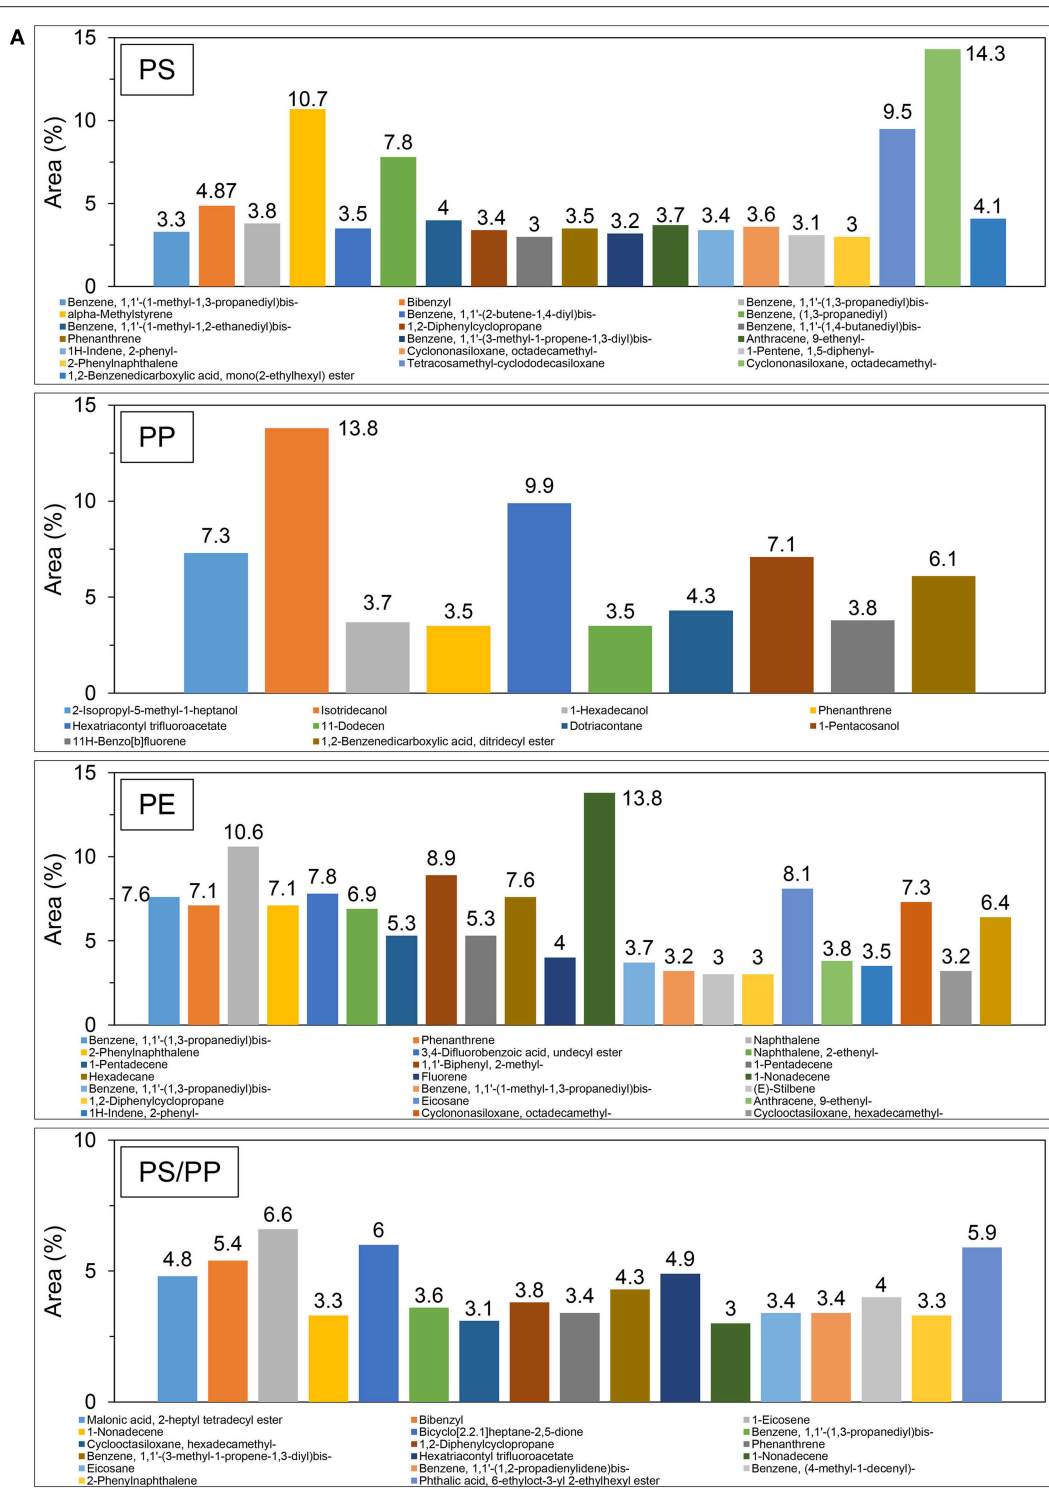 A
PS
Area (%)
15
10
5
0
3.3
4.87
3.8
10.7
3.5
7.8
4
3.4
3
3.5
3.2
3.7
3.4
3.6
3.1
3
9.5
14.3
4.1
Benzene, 1,1'-(1-methyl-1,3-propanediyl)bis-
Bibenzyl
Benzene, 1,1'-(1,3-propanediyl)bis-
alpha-Methylstyrene
Benzene, 1,1'-(2-butene-1,4-diyl)bis-
Benzene, (1,3-propanediyl)
Benzene, 1,1'-(1-methyl-1,2-ethanediyl)bis-
1,2-Diphenylcyclopropane
Benzene, 1,1'-(1,4-butanediyl)bis-
Phenanthrene
Benzene, 1,1'-(3-methyl-1-propene-1,3-diyl)bis-
Anthracene, 9-ethenyl-
1H-Indene, 2-phenyl-
Cyclononasiloxane, octadecamethyl-
1-Pentene, 1,5-diphenyl-
2-Phenylnaphthalene
Tetracosamethyl-cyclododecasiloxane
Cyclononasiloxane, octadecamethyl-
1,2-Benzenedicarboxylic acid, mono(2-ethylhexyl) ester
PP
Area (%)
15
10
5
0
7.3
13.8
3.7
3.5
9.9
3.5
4.3
7.1
3.8
6.1
2-Isopropyl-5-methyl-1-heptanol
Isotridecanol
1-Hexadecanol
Phenanthrene
Hexatriacontyl trifluoroacetate
11-Dodecen
Dotriacontane
1-Pentacosanol
11H-Benzo[b]fluorene
1,2-Benzenedicarboxylic acid, ditridecyl ester
PE
Area (%)
15
10
5
0
7.6
7.1
10.6
7.1
7.8
6.9
5.3
8.9
5.3
7.6
4
13.8
3.7
3.2
3
3
8.1
3.8
3.5
7.3
3.2
6.4
Benzene, 1,1'-(1,3-propanediyl)bis-
Phenanthrene
Naphthalene
2-Phenylnaphthalene
3,4-Difluorobenzoic acid, undecyl ester
Naphthalene, 2-ethenyl-
1-Pentadecene
1,1'-Biphenyl, 2-methyl-
1-Pentadecene
Hexadecane
Fluorene
1-Nonadecene
Benzene, 1,1'-(1,3-propanediyl)bis-
Benzene, 1,1'-(1-methyl-1,3-propanediyl)bis-
(E)-Stilbene
1,2-Diphenylcyclopropane
Eicosane
Anthracene, 9-ethenyl-
1H-Indene, 2-phenyl-
Cyclononasiloxane, octadecamethyl-
Cyclooctasiloxane, hexadecamethyl-
PS/PP
Area (%)
10
5
0
4.8
5.4
6.6
3.3
6
3.6
3.1
3.8
3.4
4.3
4.9
3
3.4
3.4
4
3.3
5.9
Malonic acid, 2-heptyl tetradecyl ester
Bibenzyl
1-Eicosene
1-Nonadecene
Bicyclo[2.2.1]heptane-2,5-dione
Benzene, 1,1'-(1,3-propanediyl)bis-
Cyclooctasiloxane, hexadecamethyl-
1,2-Diphenylcyclopropane
Phenanthrene
Benzene, 1,1'-(3-methyl-1-propene-1,3-diyl)bis-
Hexatriacontyl trifluoroacetate
1-Nonadecene
Eicosane
Benzene, 1,1'-(1,2-propadienylidene)bis-
Benzene, (4-methyl-1-decenyl)-
2-Phenylnaphthalene
Phthalic acid, 6-ethyloct-3-yl 2-ethylhexyl ester